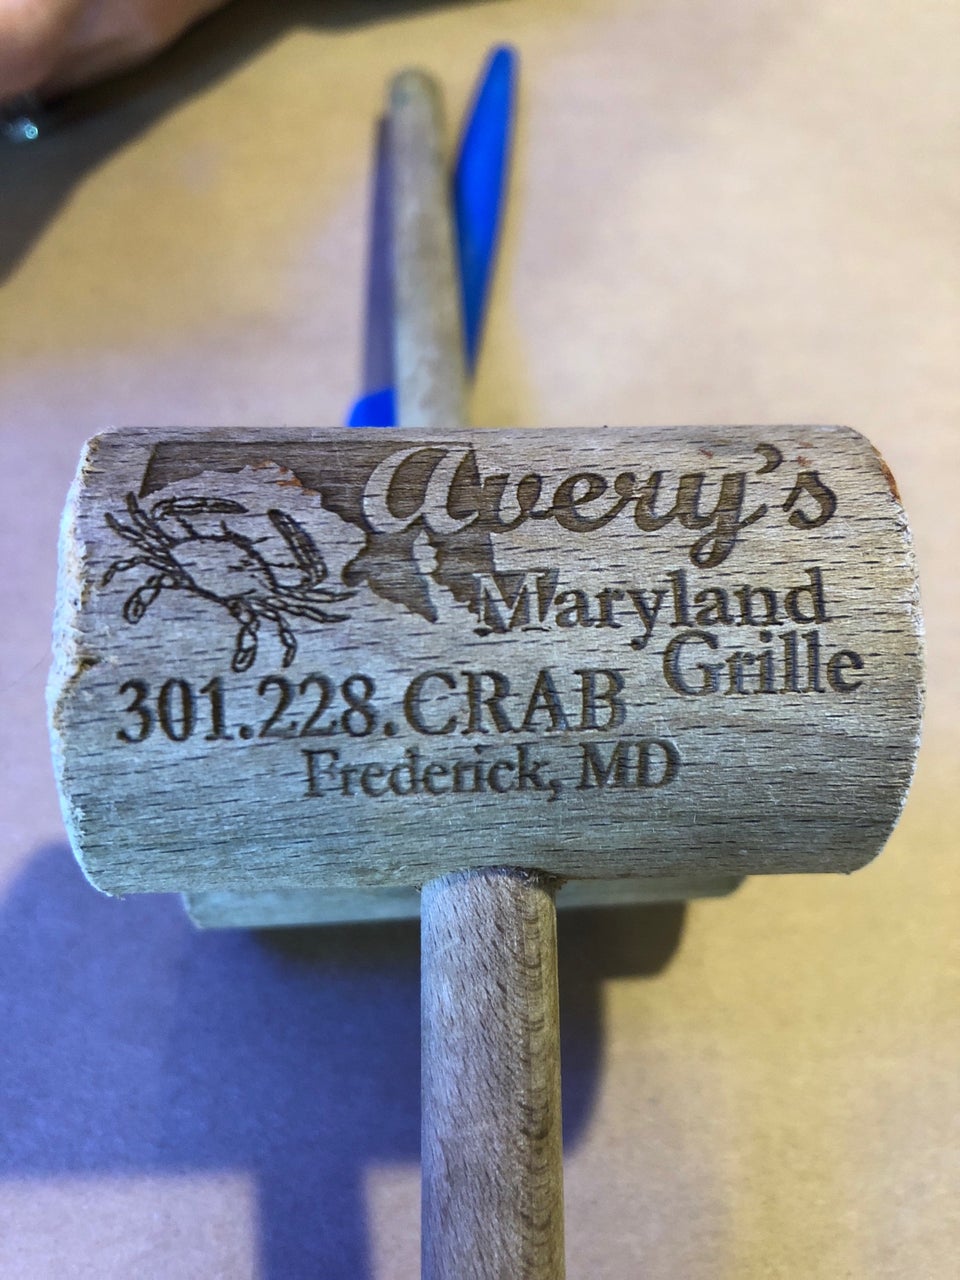 Avery's
Maryland
Grille
301.228.CRAB
Frederick, MD